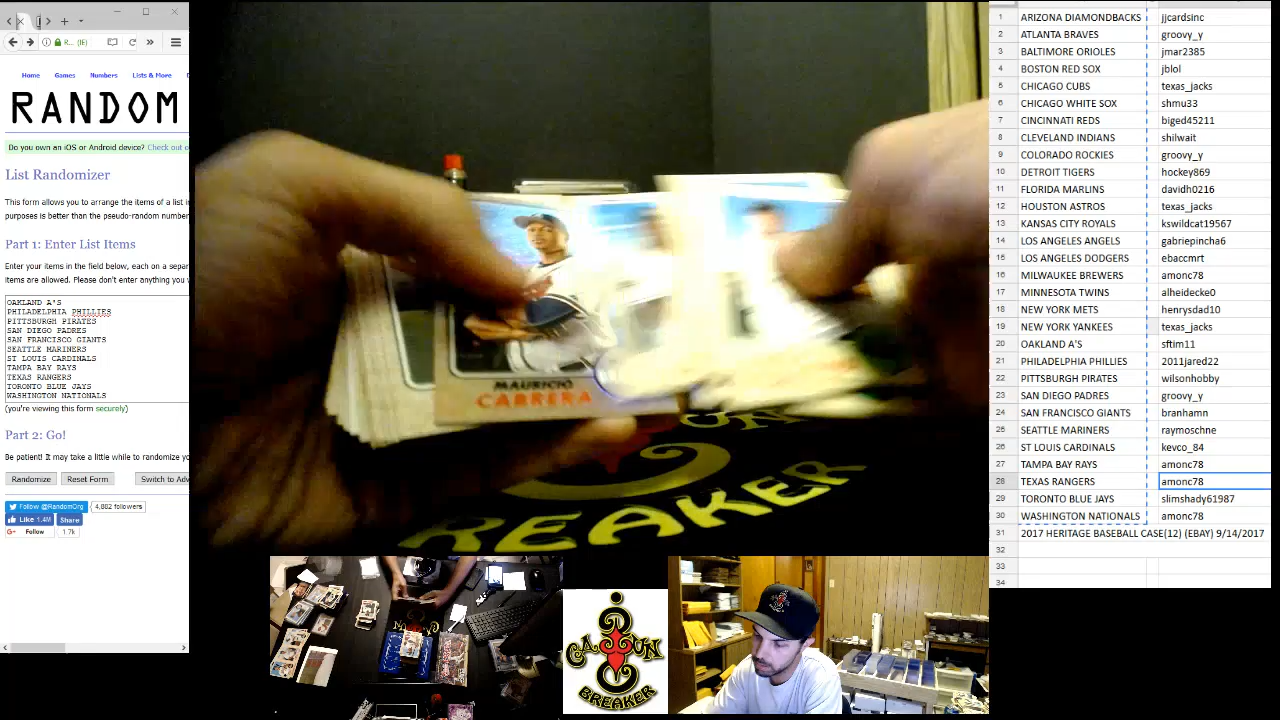 Home Games Numbers Lists & More
RANDOM
Do you own an iOS or Android device? Check out o
List Randomizer
This form allows you to arrange the items of a list i
purposes is better than the pseudo-random number
Part 1: Enter List Items
Enter your items in the field below, each on a separ
items are allowed. Please don't enter anything you
OAKLAND A'S
PHILADELPHIA PHILLIES
PITTSBURGH PIRATES
SAN DIEGO PADRES
SAN FRANCISCO GIANTS
SEATTLE MARINERS
ST LOUIS CARDINALS
TAMPA BAY RAYS
TEXAS RANGERS
TORONTO BLUE JAYS
WASHINGTON NATIONALS
(you're viewing this form securely)
Part 2: Go!
Be patient! It may take a little while to randomize yo
Randomize Reset Form Switch to Adv
Follow @RandomOrg 4,882 followers
Like 1.4M Share
G+ Follow 1.7k
MAURICIO
CABRERA
BREAKER
CAJUN
BREAKER
1 ARIZONA DIAMONDBACKS jjcardsinc
2 ATLANTA BRAVES groovy_y
3 BALTIMORE ORIOLES jmar2385
4 BOSTON RED SOX jblol
5 CHICAGO CUBS texas_jacks
6 CHICAGO WHITE SOX shmu33
7 CINCINNATI REDS biged45211
8 CLEVELAND INDIANS shilwait
9 COLORADO ROCKIES groovy_y
10 DETROIT TIGERS hockey869
11 FLORIDA MARLINS davidh0216
12 HOUSTON ASTROS texas_jacks
13 KANSAS CITY ROYALS kswildcat19567
14 LOS ANGELES ANGELS gabriepincha6
15 LOS ANGELES DODGERS ebaccmrt
16 MILWAUKEE BREWERS amonc78
17 MINNESOTA TWINS alheidecke0
18 NEW YORK METS henrysdad10
19 NEW YORK YANKEES texas_jacks
20 OAKLAND A'S sftim11
21 PHILADELPHIA PHILLIES 2011jared22
22 PITTSBURGH PIRATES wilsonhobby
23 SAN DIEGO PADRES groovy_y
24 SAN FRANCISCO GIANTS branhamn
25 SEATTLE MARINERS raymoschne
26 ST LOUIS CARDINALS kevco_84
27 TAMPA BAY RAYS amonc78
28 TEXAS RANGERS amonc78
29 TORONTO BLUE JAYS slimshady61987
30 WASHINGTON NATIONALS amonc78
31 2017 HERITAGE BASEBALL CASE(12) (EBAY) 9/14/2017
32
33
34